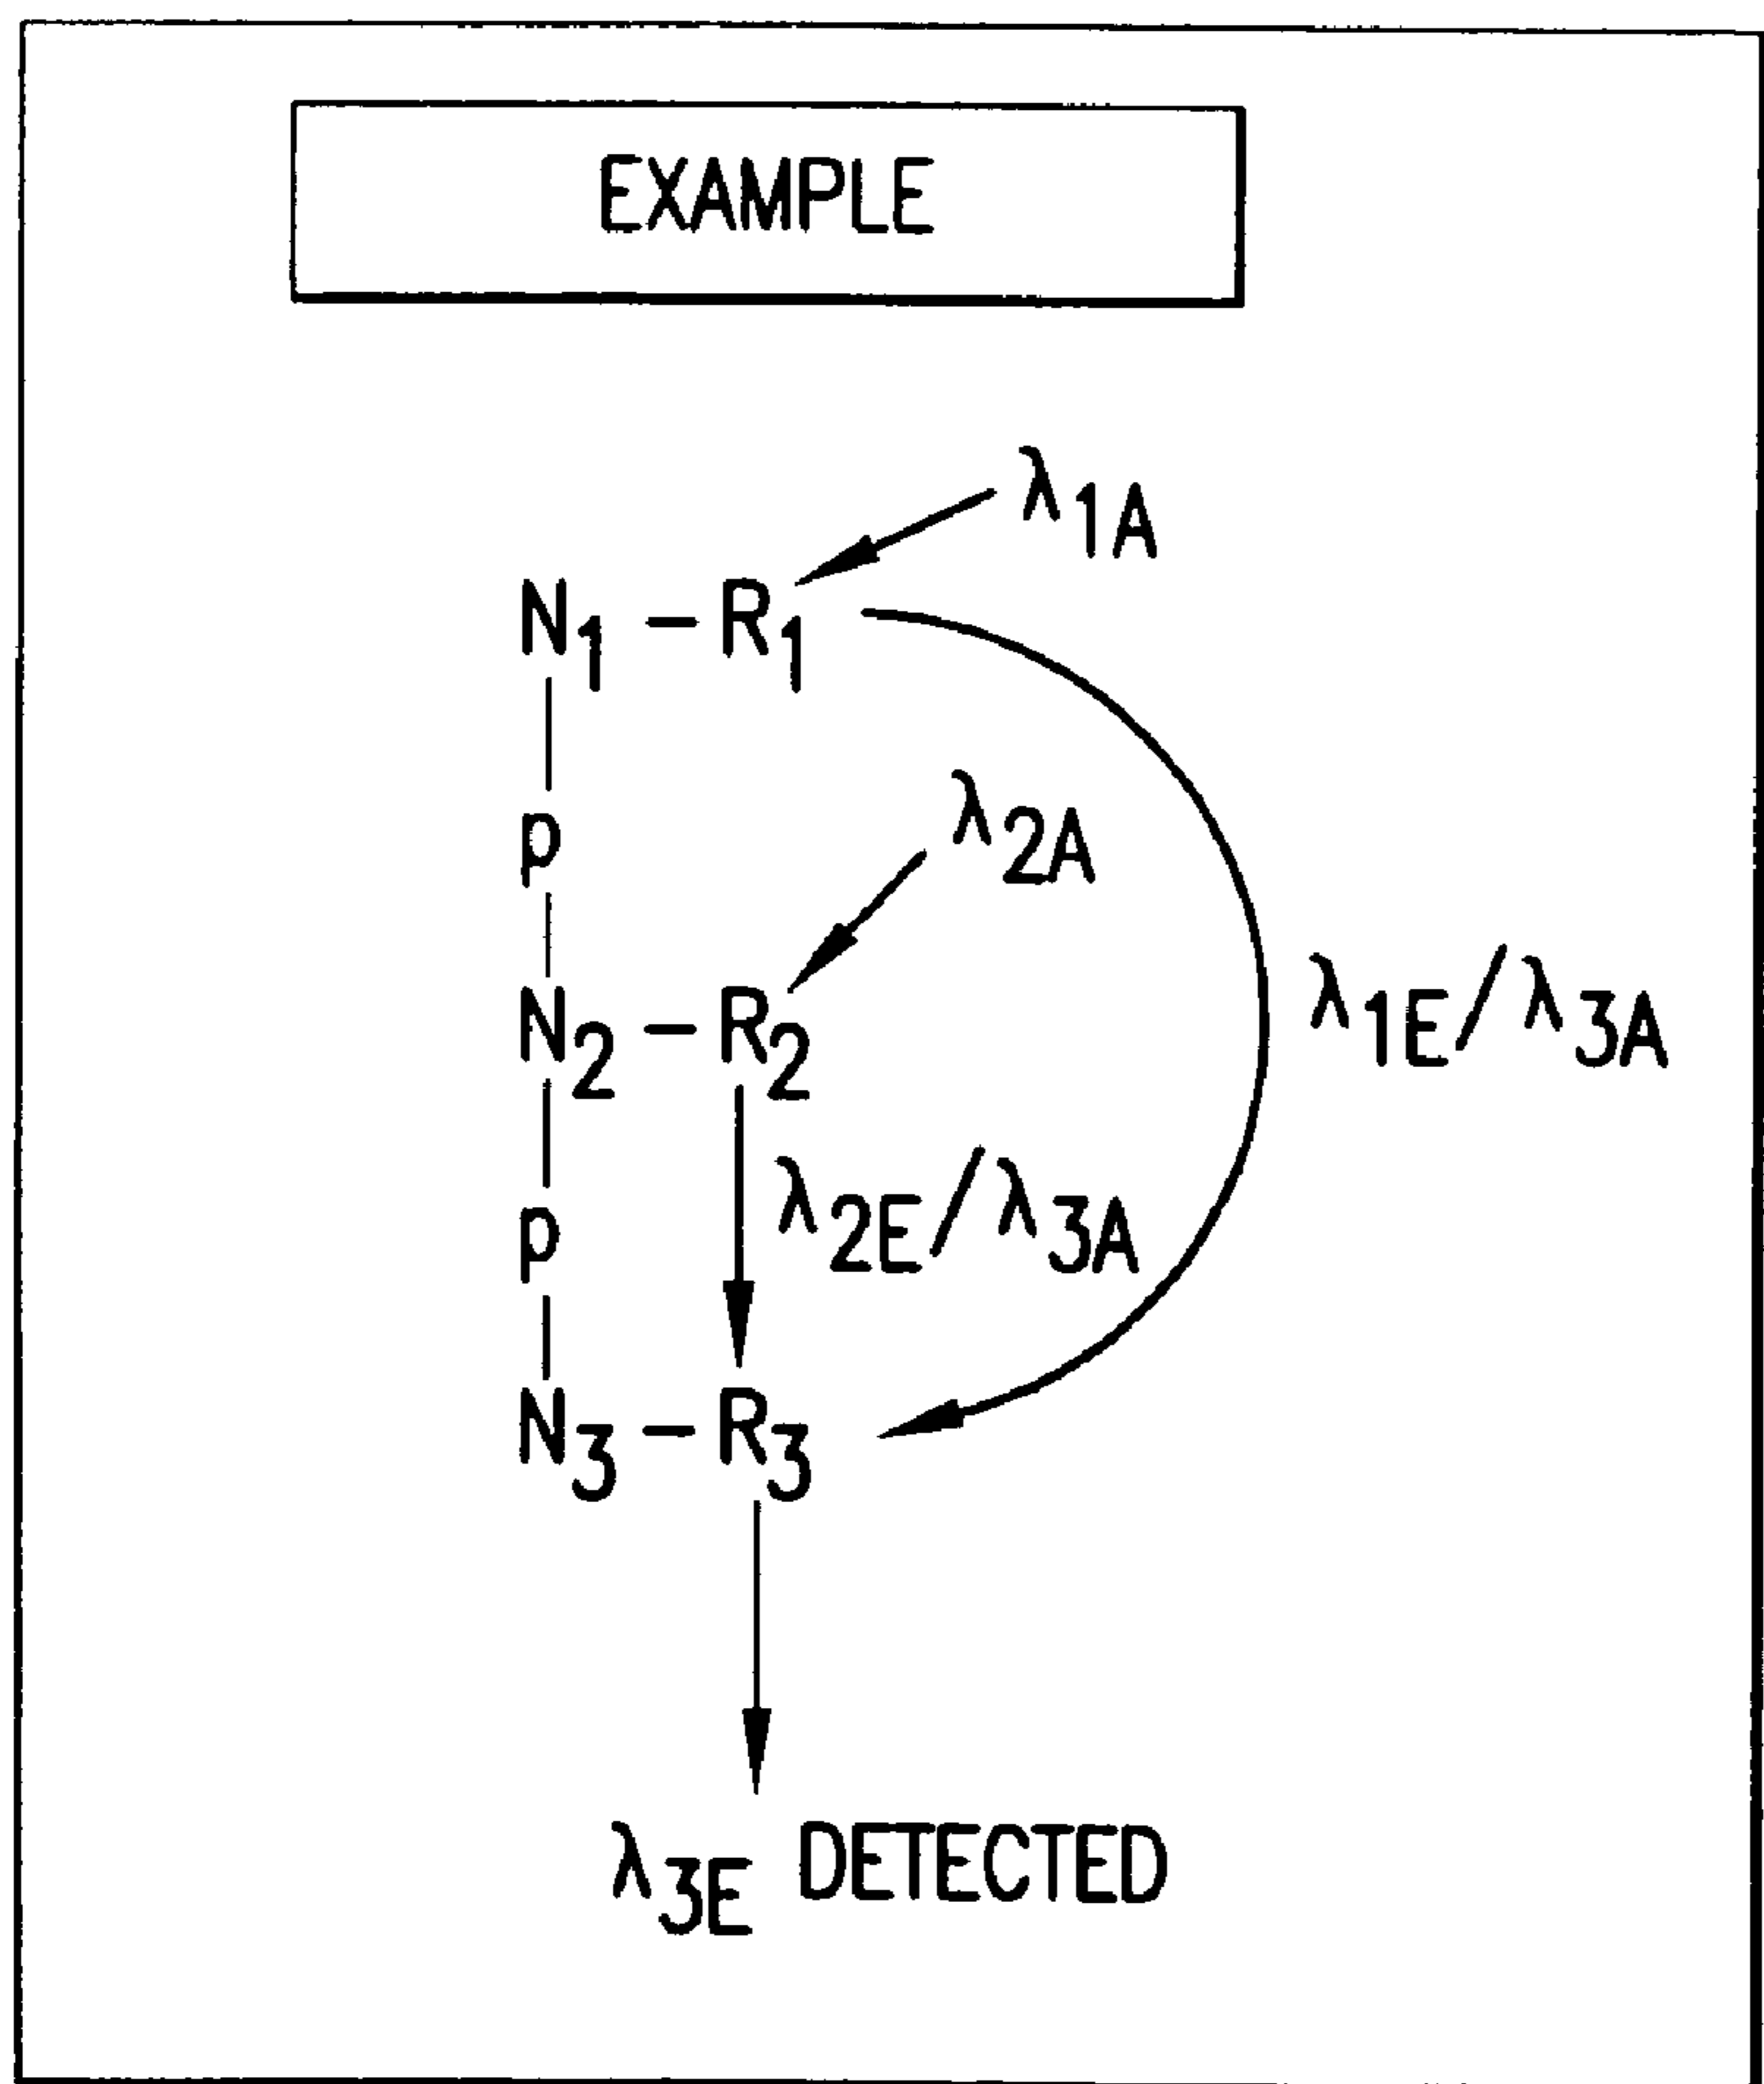 EXAMPLE
λ1A
N1 – R1
p
λ2A
N2 – R2
λ1E/λ3A
λ2E/λ3A
p
N3 – R3
λ3E DETECTED